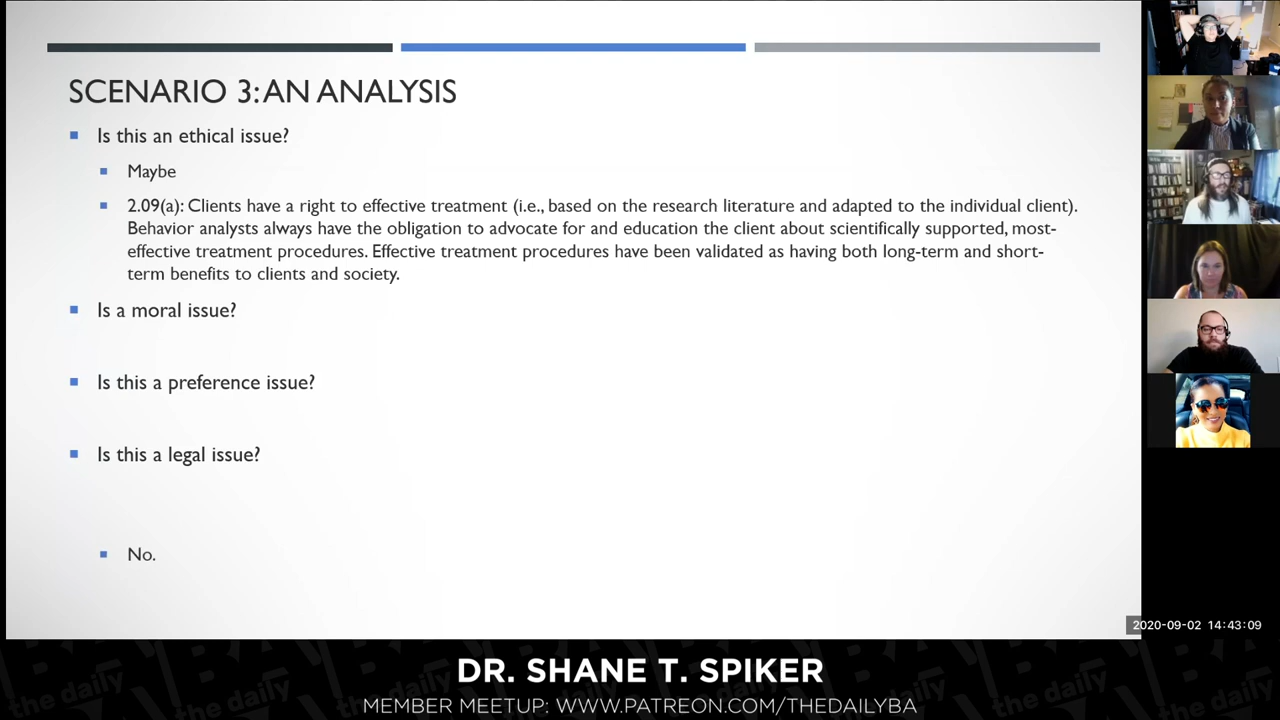 SCENARIO 3: AN ANALYSIS
Is this an ethical issue?
Maybe
2.09(a): Clients have a right to effective treatment (i.e., based on the research literature and adapted to the individual client).
Behavior analysts always have the obligation to advocate for and education the client about scientifically supported, most-
effective treatment procedures. Effective treatment procedures have been validated as having both long-term and short-
term benefits to clients and society.
Is a moral issue?
Is this a preference issue?
Is this a legal issue?
No.
2020-09-02 14:43:09
DR. SHANE T. SPIKER
MEMBER MEETUP: WWW.PATREON.COM/THEDAILYBA
the daily
BA
the daily